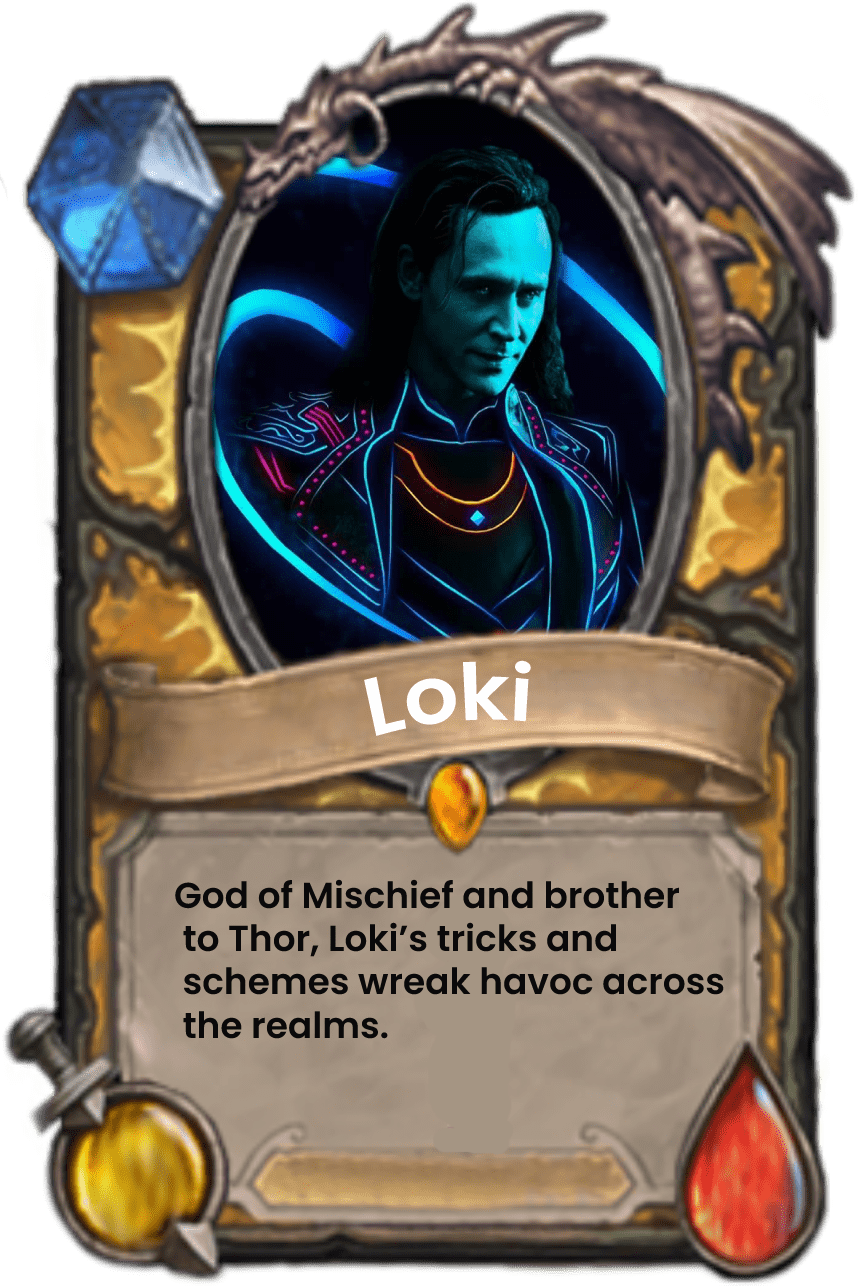 Loki
God of Mischief and brother
to Thor, Loki’s tricks and
schemes wreak havoc across
the realms.